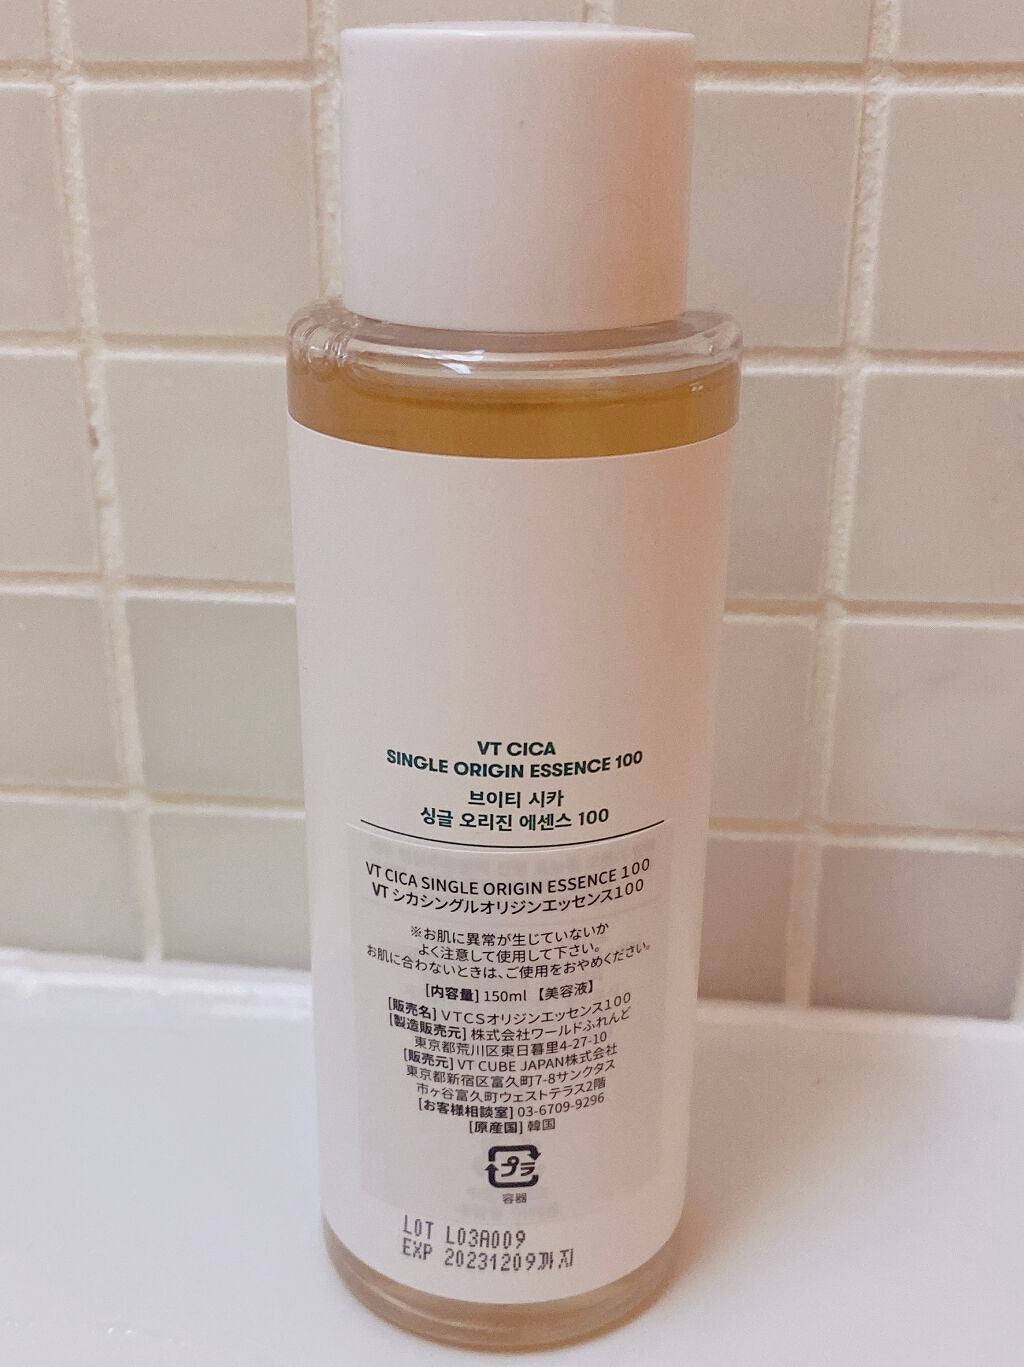 VT CICA
SINGLE ORIGIN ESSENCE 100
브이티 시카
싱글 오리진 에센스 100
VT CICA SINGLE ORIGIN ESSENCE 100
VT シカシングルオリジンエッセンス100
※お肌に異常が生じていないか
よく注意して使用して下さい。
お肌に合わないときは、ご使用をおやめください。
[内容量] 150ml 【美容液】
[販売名] VTCSオリジンエッセンス100
[製造販売元] 株式会社ワールドふれんど
東京都荒川区東日暮里4-27-10
[販売元] VT CUBE JAPAN株式会社
東京都新宿区富久町7-8サンクタス
市ヶ谷富久町ウェストテラス2階
[お客様相談室] 03-6709-9296
[原産国] 韓国
プラ
容器
LOT L03A009
EXP 20231209까지